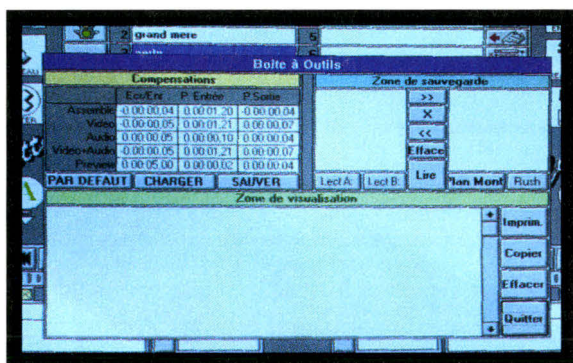 2 grand mere 5
Boîte à Outils
Compensations
Zone de sauvegarde
Ecr/Enr P. Entrée P.Sortie
Assemble -0.00:00.04 0.00:01.20 -0.00:00.04
Video -0.00:00.05 0.00:01.21 0.00:00.07
Audio 0.00:00.05 0.00:00.10 0.00:00.04
Video+Audio 0.00:00.05 0.00:01.21 0.00:00.07
Preview 0.00:05.00 0.00:00.02 0.00:00.04
>>
X
<<
Efface
Lire
PAR DEFAUT CHARGER SAUVER
Lect A: Lect B: Plan Mont Rush
Zone de visualisation
Imprim.
Copier
Effacer
Quitter